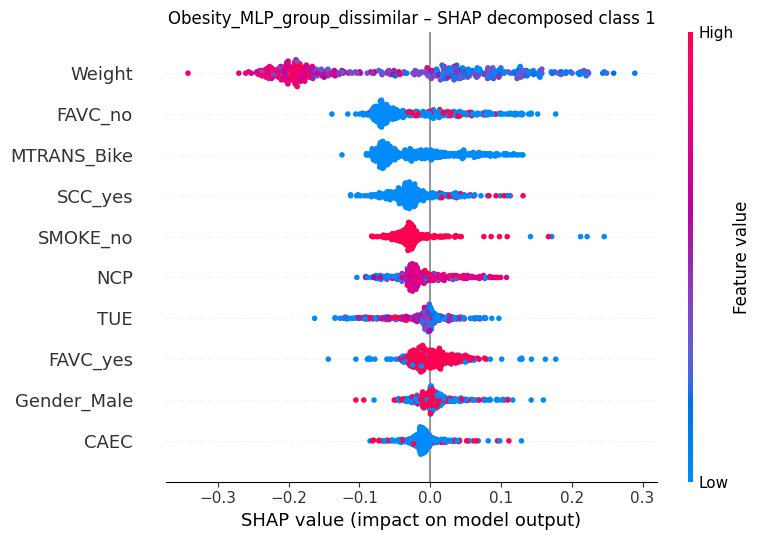 Obesity_MLP_group_dissimilar – SHAP decomposed class 1
High
Weight
FAVC_no
MTRANS_Bike
SCC_yes
SMOKE_no
NCP
TUE
FAVC_yes
Gender_Male
CAEC
Feature value
Low
−0.3 −0.2 −0.1 0.0 0.1 0.2 0.3
SHAP value (impact on model output)